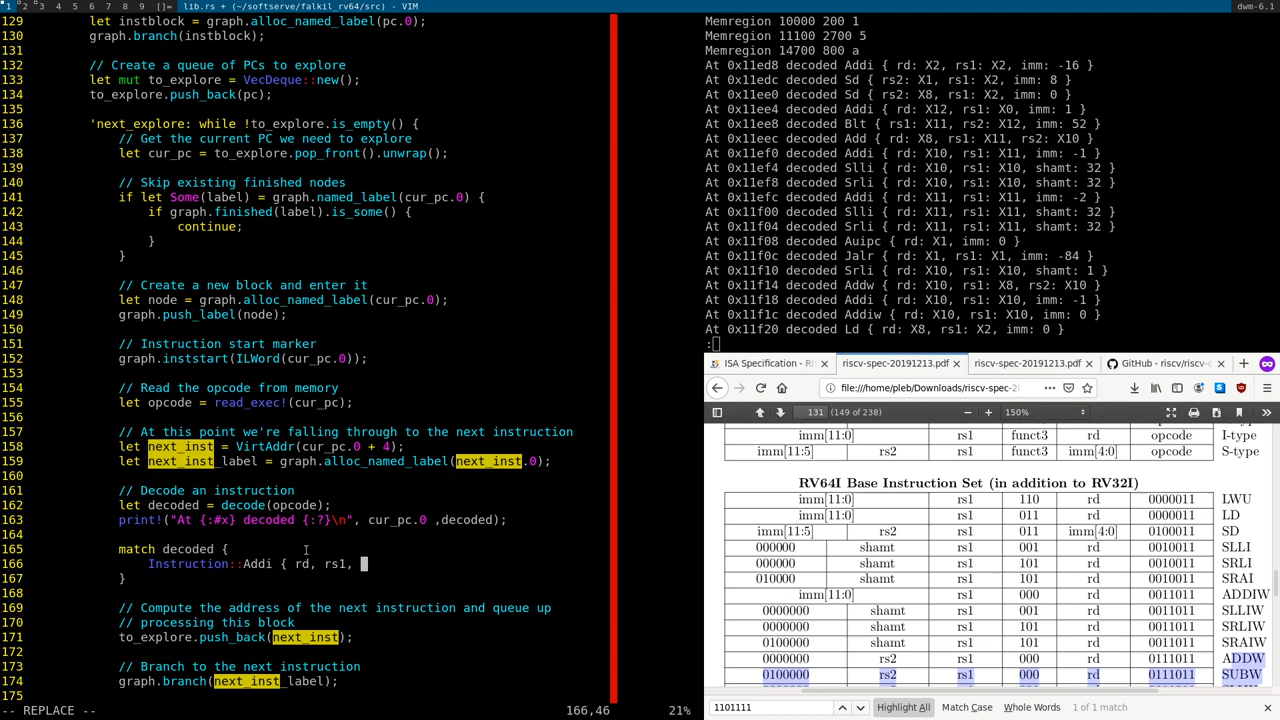 1 2 3 4 5 6 7 8 9 []= lib.rs + (~/softserve/falkil_rv64/src) - VIM
dwm-6.1
129 let instblock = graph.alloc_named_label(pc.0);
130 graph.branch(instblock);
131
132 // Create a queue of PCs to explore
133 let mut to_explore = VecDeque::new();
134 to_explore.push_back(pc);
135
136 'next_explore: while !to_explore.is_empty() {
137 // Get the current PC we need to explore
138 let cur_pc = to_explore.pop_front().unwrap();
139
140 // Skip existing finished nodes
141 if let Some(label) = graph.named_label(cur_pc.0) {
142 if graph.finished(label).is_some() {
143 continue;
144 }
145 }
146
147 // Create a new block and enter it
148 let node = graph.alloc_named_label(cur_pc.0);
149 graph.push_label(node);
150
151 // Instruction start marker
152 graph.inststart(ILWord(cur_pc.0));
153
154 // Read the opcode from memory
155 let opcode = read_exec!(cur_pc);
156
157 // At this point we're falling through to the next instruction
158 let next_inst = VirtAddr(cur_pc.0 + 4);
159 let next_inst_label = graph.alloc_named_label(next_inst.0);
160
161 // Decode an instruction
162 let decoded = decode(opcode);
163 print!("At {:#x} decoded {:?}\n", cur_pc.0 ,decoded);
164
165 match decoded {
166 Instruction::Addi { rd, rs1,
167 }
168
169 // Compute the address of the next instruction and queue up
170 // processing this block
171 to_explore.push_back(next_inst);
172
173 // Branch to the next instruction
174 graph.branch(next_inst_label);
175
-- REPLACE -- 166,46 21%
Memregion 10000 200 1
Memregion 11100 2700 5
Memregion 14700 800 a
At 0x11ed8 decoded Addi { rd: X2, rs1: X2, imm: -16 }
At 0x11edc decoded Sd { rs2: X1, rs1: X2, imm: 8 }
At 0x11ee0 decoded Sd { rs2: X8, rs1: X2, imm: 0 }
At 0x11ee4 decoded Addi { rd: X12, rs1: X0, imm: 1 }
At 0x11ee8 decoded Blt { rs1: X11, rs2: X12, imm: 52 }
At 0x11eec decoded Add { rd: X8, rs1: X11, rs2: X10 }
At 0x11ef0 decoded Addi { rd: X10, rs1: X11, imm: -1 }
At 0x11ef4 decoded Slli { rd: X10, rs1: X10, shamt: 32 }
At 0x11ef8 decoded Srli { rd: X10, rs1: X10, shamt: 32 }
At 0x11efc decoded Addi { rd: X11, rs1: X11, imm: -2 }
At 0x11f00 decoded Slli { rd: X11, rs1: X11, shamt: 32 }
At 0x11f04 decoded Srli { rd: X11, rs1: X11, shamt: 32 }
At 0x11f08 decoded Auipc { rd: X1, imm: 0 }
At 0x11f0c decoded Jalr { rd: X1, rs1: X1, imm: -84 }
At 0x11f10 decoded Srli { rd: X10, rs1: X10, shamt: 1 }
At 0x11f14 decoded Addw { rd: X10, rs1: X8, rs2: X10 }
At 0x11f18 decoded Addi { rd: X10, rs1: X10, imm: -1 }
At 0x11f1c decoded Addiw { rd: X10, rs1: X10, imm: 0 }
At 0x11f20 decoded Ld { rd: X8, rs1: X2, imm: 0 }
:
ISA Specification - RI riscv-spec-20191213.pdf riscv-spec-20191213.pdf GitHub - riscv/riscv-c
file:///home/pleb/Downloads/riscv-spec-2
131 (149 of 238) 150%
imm[11:0] rs1 funct3 rd opcode I-type
imm[11:5] rs2 rs1 funct3 imm[4:0] opcode S-type
RV64I Base Instruction Set (in addition to RV32I)
imm[11:0] rs1 110 rd 0000011 LWU
imm[11:0] rs1 011 rd 0000011 LD
imm[11:5] rs2 rs1 011 imm[4:0] 0100011 SD
000000 shamt rs1 001 rd 0010011 SLLI
000000 shamt rs1 101 rd 0010011 SRLI
010000 shamt rs1 101 rd 0010011 SRAI
imm[11:0] rs1 000 rd 0011011 ADDIW
0000000 shamt rs1 001 rd 0011011 SLLIW
0000000 shamt rs1 101 rd 0011011 SRLIW
0100000 shamt rs1 101 rd 0011011 SRAIW
0000000 rs2 rs1 000 rd 0111011 ADDW
0100000 rs2 rs1 000 rd 0111011 SUBW
1101111 Highlight All Match Case Whole Words 1 of 1 match